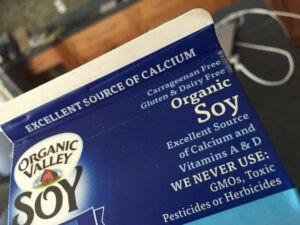 EXCELLENT SOURCE OF CALCIUM
Carrageenan Free
Gluten & Dairy Free
Organic
Soy
Excellent Source
of Calcium and
Vitamins A & D
WE NEVER USE:
GMOs, Toxic
Pesticides or Herbicides
ORGANIC
VALLEY
SOY